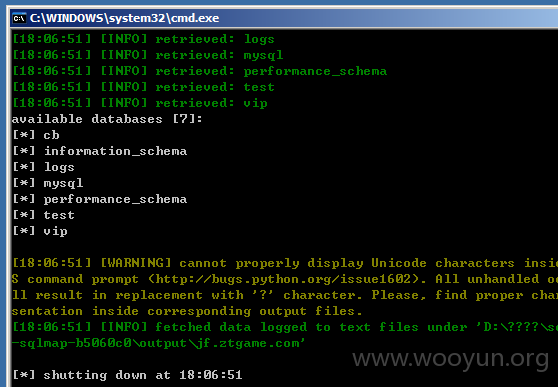 C:\WINDOWS\system32\cmd.exe
[18:06:51] [INFO] retrieved: logs
[18:06:51] [INFO] retrieved: mysql
[18:06:51] [INFO] retrieved: performance_schema
[18:06:51] [INFO] retrieved: test
[18:06:51] [INFO] retrieved: vip
available databases [7]:
[*] cb
[*] information_schema
[*] logs
[*] mysql
[*] performance_schema
[*] test
[*] vip
[18:06:51] [WARNING] cannot properly display Unicode characters insid
S command prompt (http://bugs.python.org/issue1602). All unhandled oc
ll result in replacement with '?' character. Please, find proper char
sentation inside corresponding output files.
[18:06:51] [INFO] fetched data logged to text files under 'D:\????\sq
-sqlmap-b5060c0\output\jf.ztgame.com'
www.wooyun.org
[*] shutting down at 18:06:51